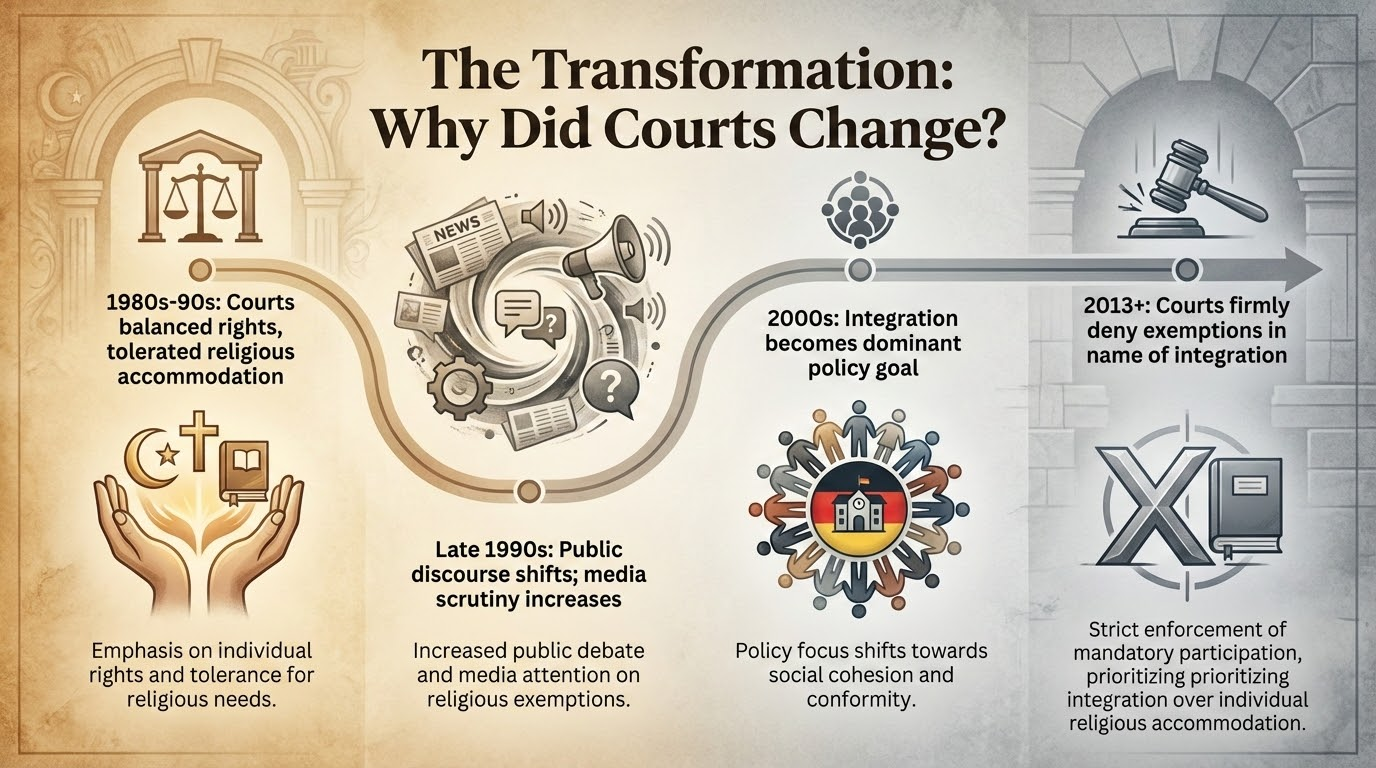 The Transformation:
Why Did Courts Change?
NEWS
?
?
1980s-90s: Courts
balanced rights,
tolerated religious
accommodation
Emphasis on individual
rights and tolerance for
religious needs.
Late 1990s: Public
discourse shifts; media
scrutiny increases
Increased public debate
and media attention on
religious exemptions.
2000s: Integration
becomes dominant
policy goal
Policy focus shifts towards
social cohesion and
conformity.
2013+: Courts firmly
deny exemptions in
name of integration
X
Strict enforcement of
mandatory participation,
prioritizing prioritizing
integration over individual
religious accommodation.